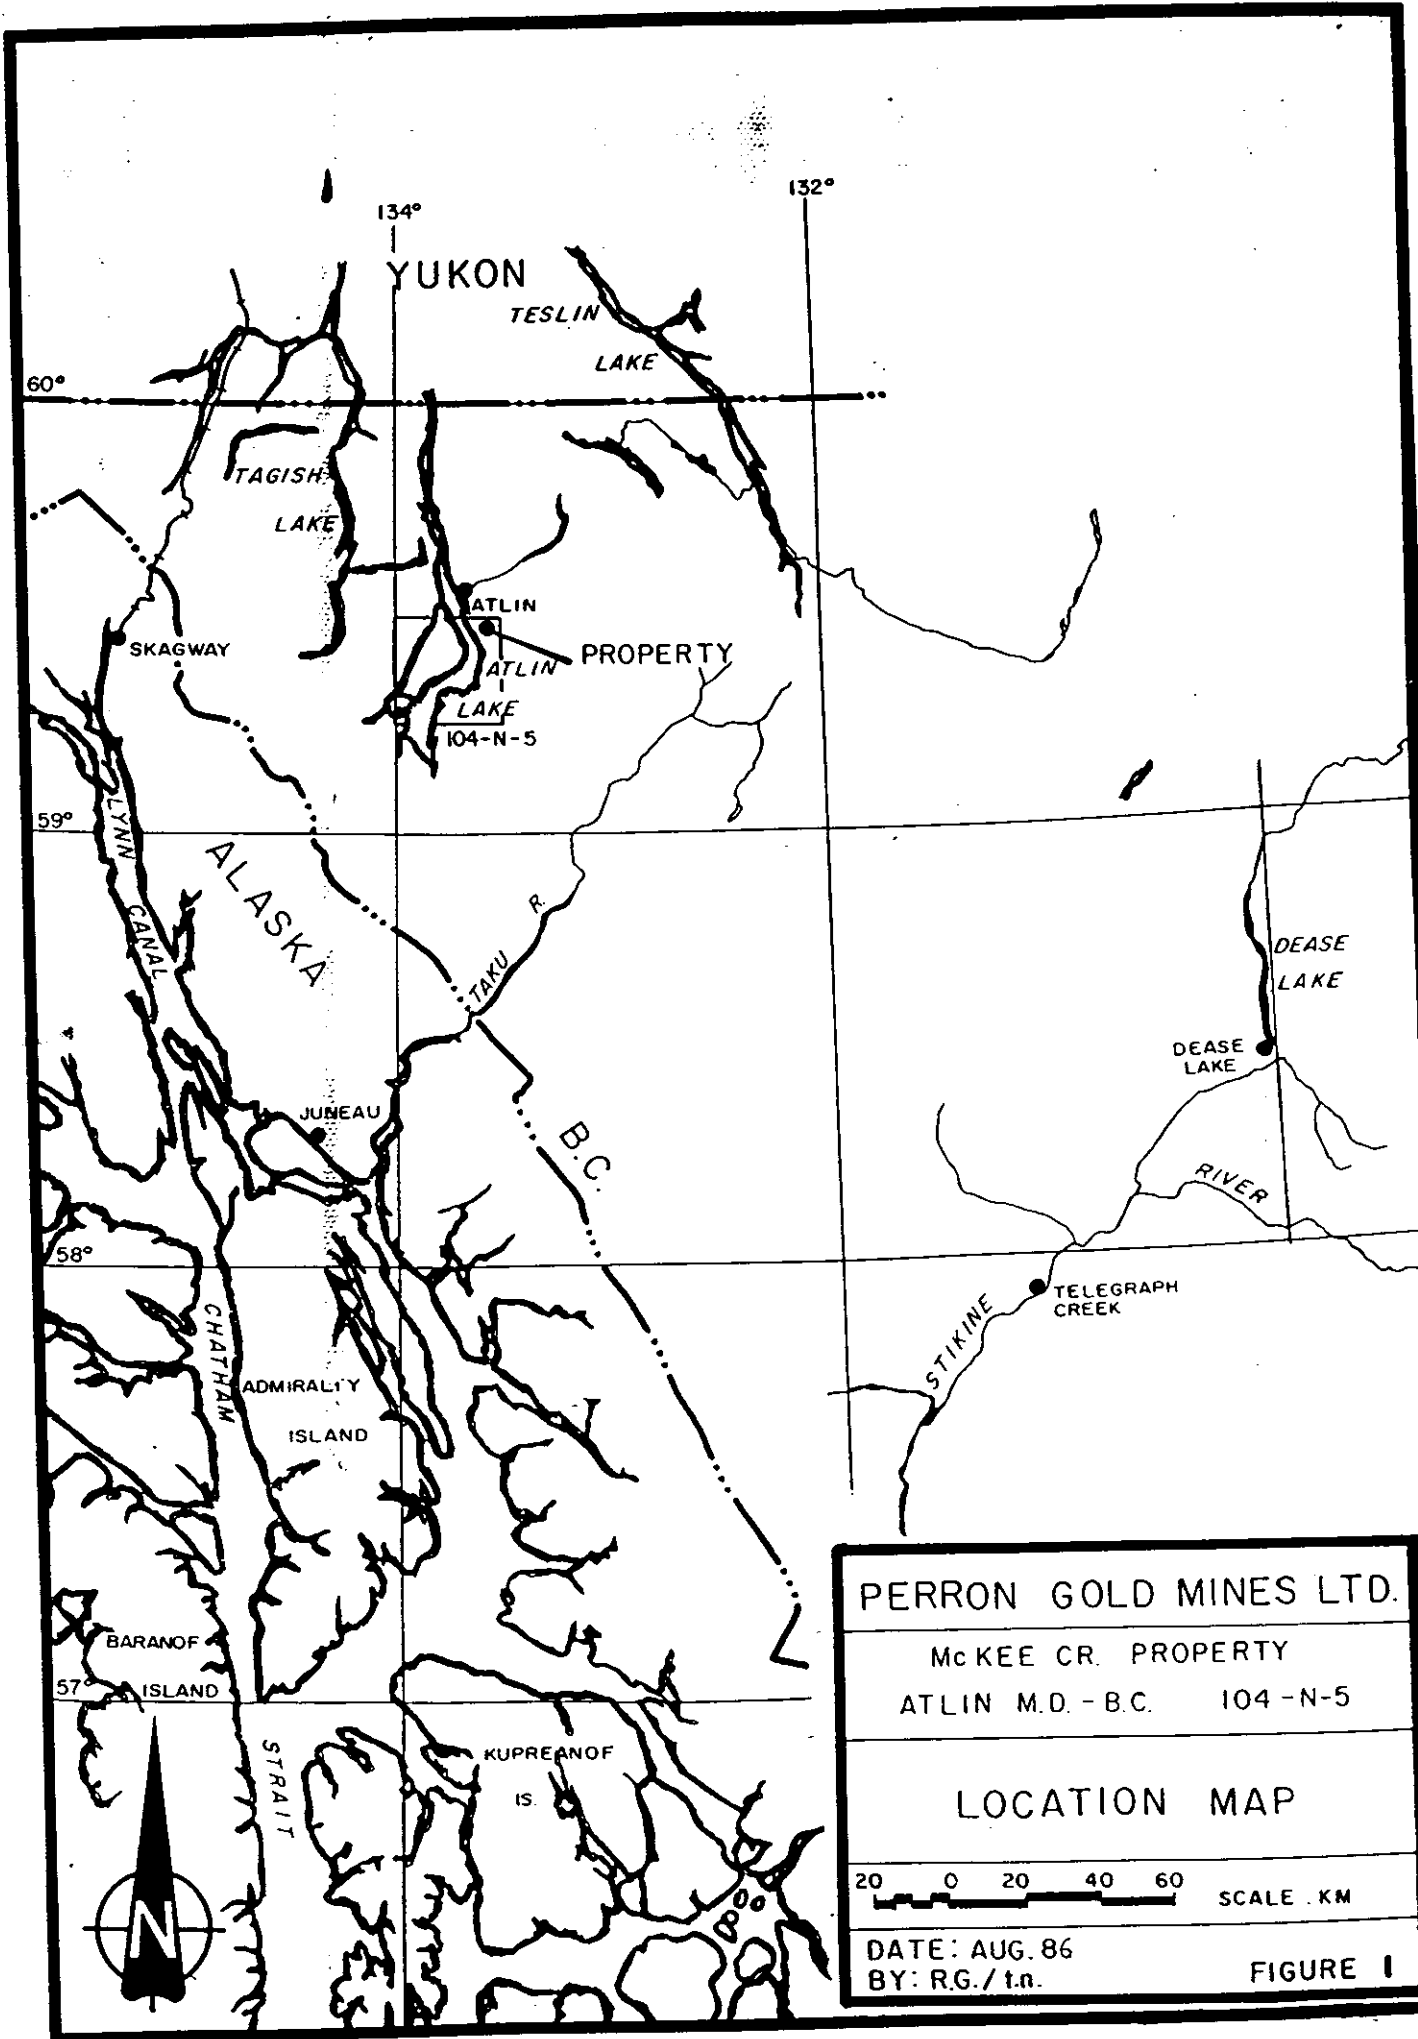 132°
134°
YUKON
TESLIN
LAKE
60°
TAGISH
LAKE
ATLIN
SKAGWAY
PROPERTY
ATLIN
LAKE
104-N-5
LYNN
CANAL
59°
ALASKA
TAKU R.
DEASE
LAKE
DEASE
LAKE
JUNEAU
B.C.
RIVER
58°
TELEGRAPH
CREEK
STIKINE
CHATHAM
ADMIRALTY
ISLAND
BARANOF
ISLAND
57°
STRAIT
KUPREANOF
IS.
N
PERRON GOLD MINES LTD.
McKEE CR. PROPERTY
ATLIN M.D. - B.C. 104-N-5
LOCATION MAP
20 0 20 40 60
SCALE . KM
DATE: AUG. 86
BY: R.G./t.n.
FIGURE 1